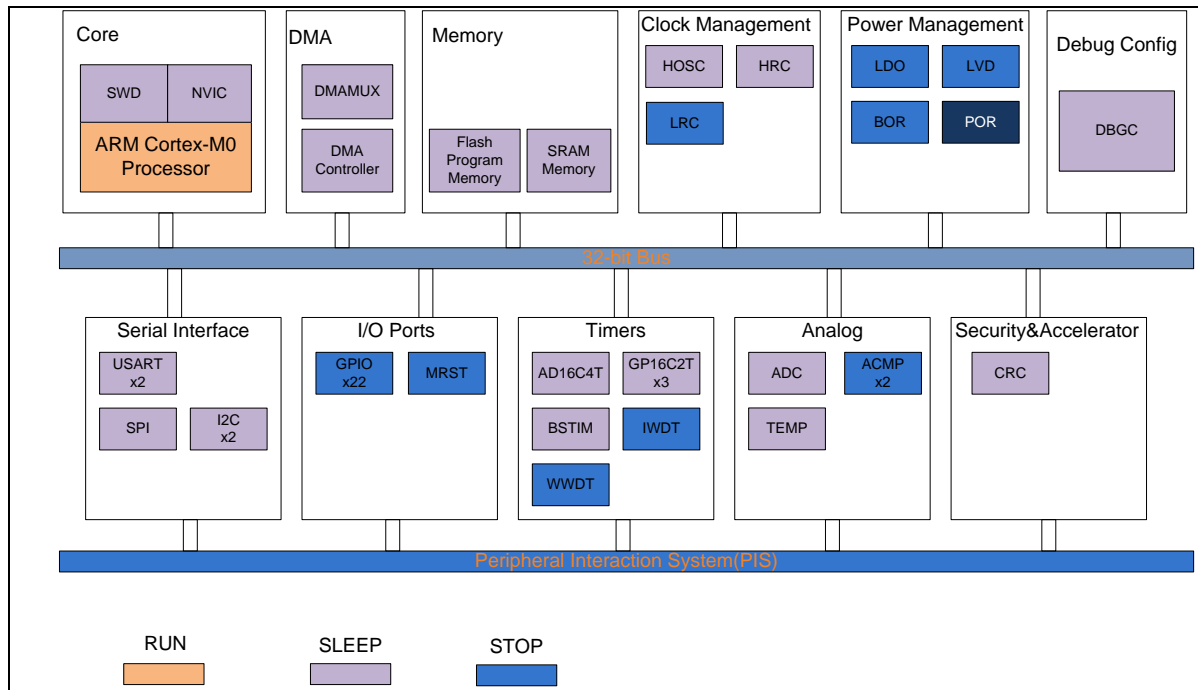 Core
DMA
Memory
Clock Management
Power Management
Debug Config
SWD
NVIC
ARM Cortex-M0
Processor
DMAMUX
DMA
Controller
Flash
Program
Memory
SRAM
Memory
HOSC
HRC
LRC
LDO
LVD
BOR
POR
DBGC
32-bit Bus
Serial Interface
I/O Ports
Timers
Analog
Security&Accelerator
USART
x2
SPI
I2C
x2
GPIO
x22
MRST
AD16C4T
GP16C2T
x3
BSTIM
IWDT
WWDT
ADC
ACMP
x2
TEMP
CRC
Peripheral Interaction System(PIS)
RUN
SLEEP
STOP